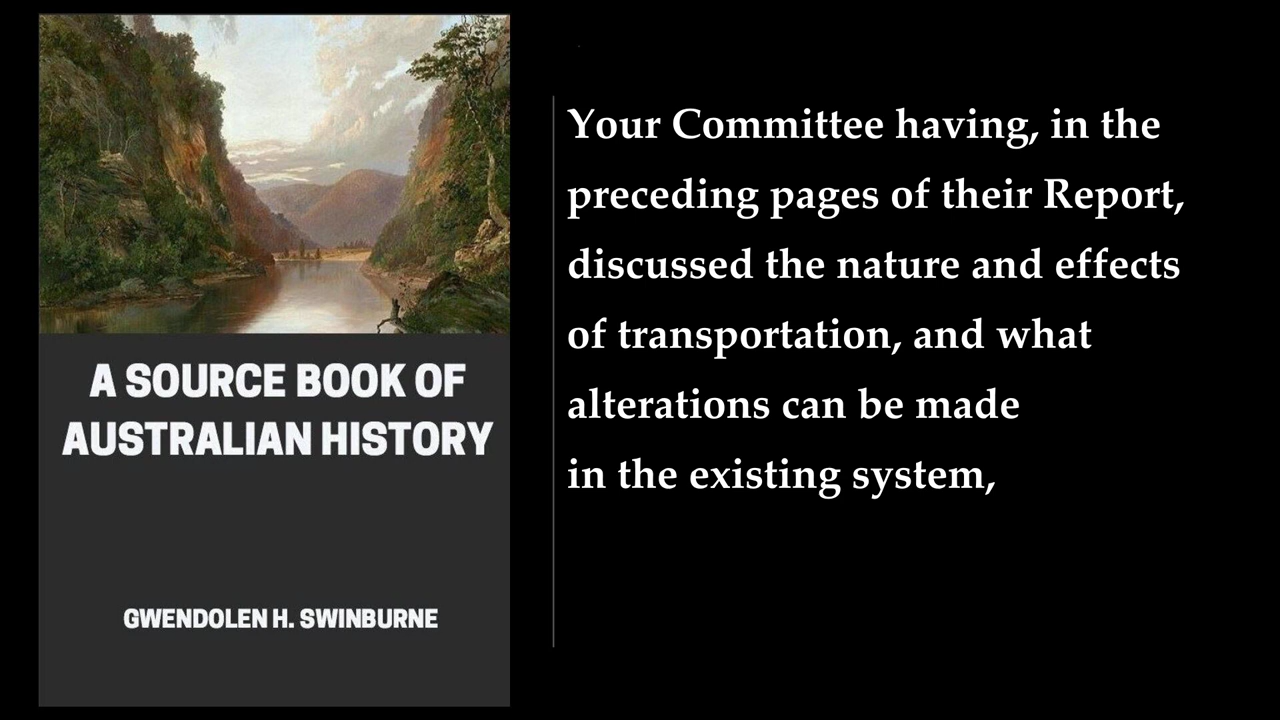 A SOURCE BOOK OF
AUSTRALIAN HISTORY
GWENDOLEN H. SWINBURNE
Your Committee having, in the
preceding pages of their Report,
discussed the nature and effects
of transportation, and what
alterations can be made
in the existing system,